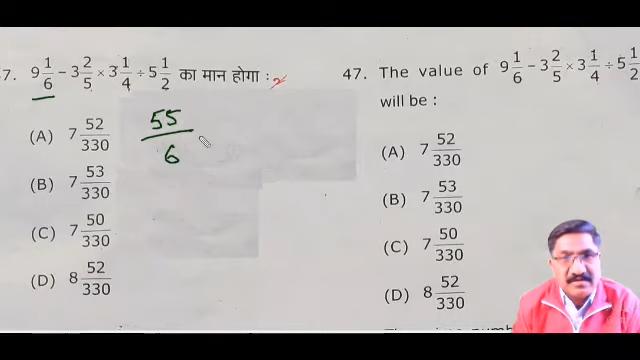 7. 9 1/6 − 3 2/5 × 3 1/4 ÷ 5 1/2 का मान होगा :
(A) 7 52/330
(B) 7 53/330
(C) 7 50/330
(D) 8 52/330
55/6
47. The value of 9 1/6 − 3 2/5 × 3 1/4 ÷ 5 1/2
will be :
(A) 7 52/330
(B) 7 53/330
(C) 7 50/330
(D) 8 52/330